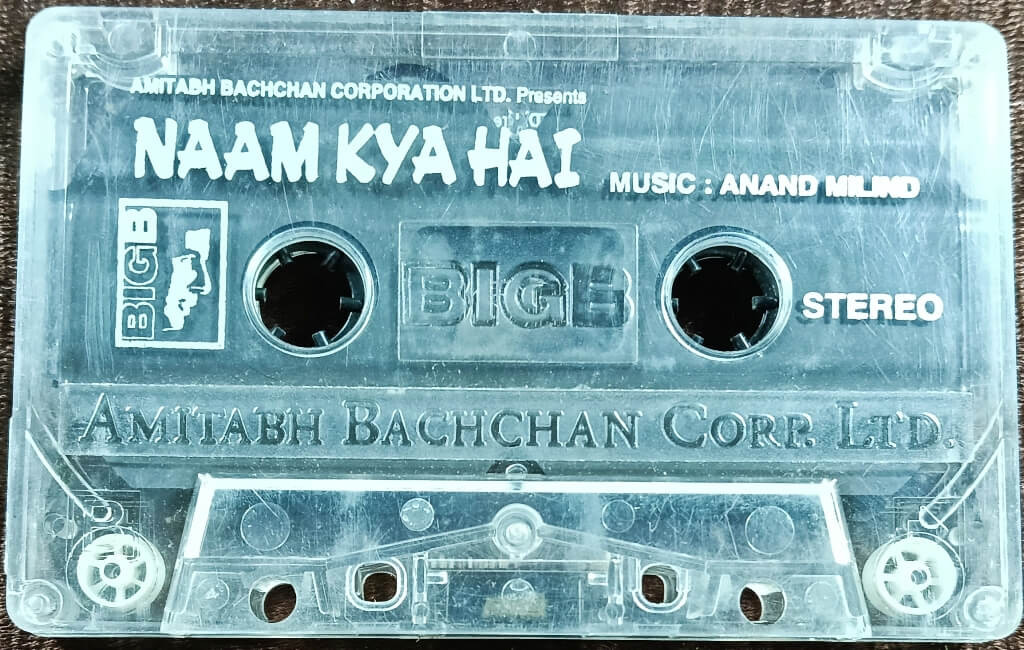 AMITABH BACHCHAN CORPORATION LTD. Presents
NAAM KYA HAI
MUSIC : ANAND MILIND
BIG B
BIG B
STEREO
AMITABH BACHCHAN CORP. LTD.